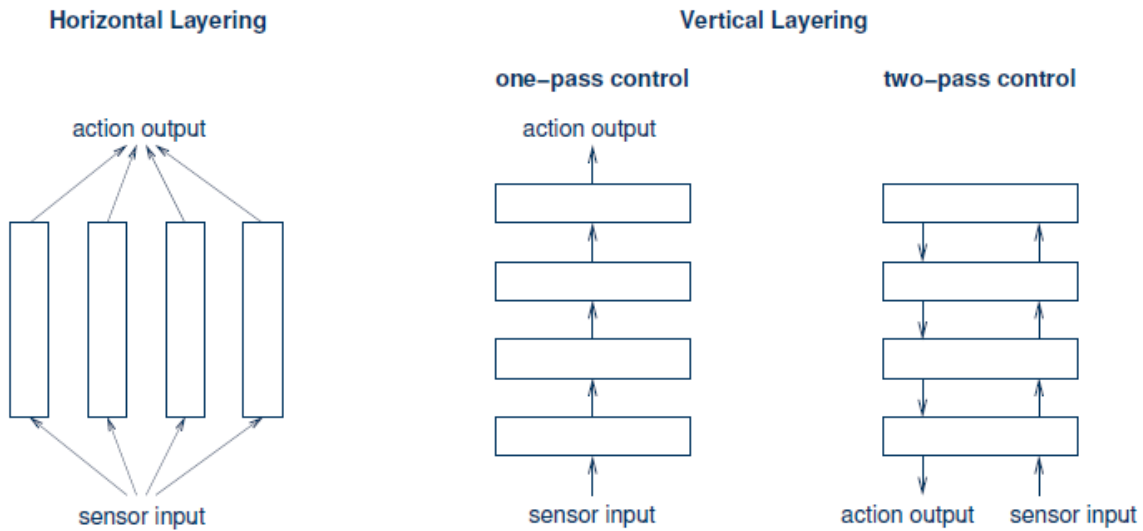 Horizontal Layering
Vertical Layering
one–pass control
two–pass control
action output
action output
sensor input
sensor input
action output
sensor input